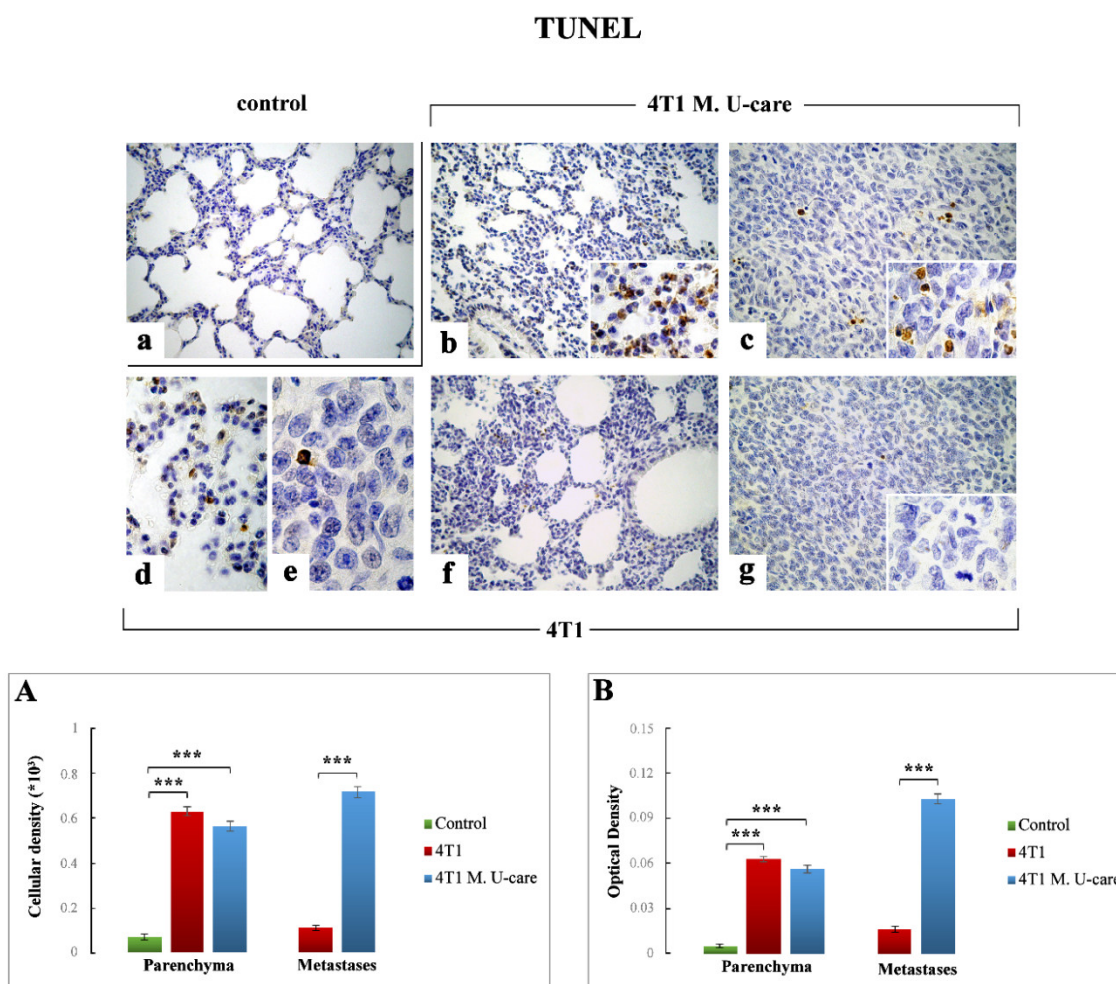 TUNEL
control
4T1 M. U-care
a
b
c
d
e
f
g
4T1
A
Cellular density (*10³)
1
0.8
0.6
0.4
0.2
0
***
***
***
Parenchyma
Metastases
Control
4T1
4T1 M. U-care
B
Optical Density
0.15
0.12
0.09
0.06
0.03
0
***
***
***
Parenchyma
Metastases
Control
4T1
4T1 M. U-care